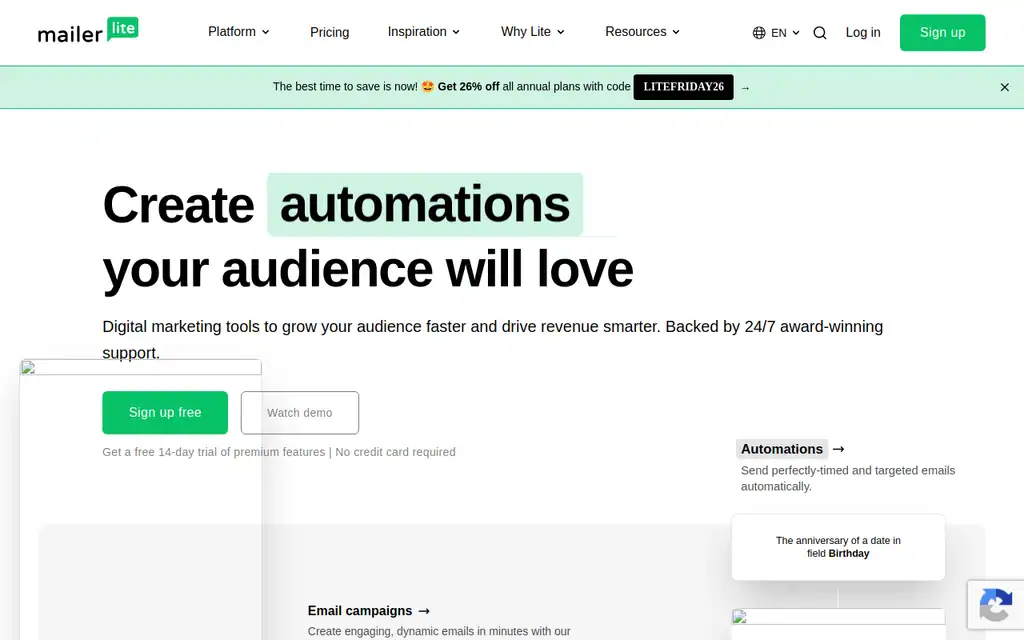 mailer lite
Platform
Pricing
Inspiration
Why Lite
Resources
EN
Log in
Sign up
The best time to save is now! 🤩 Get 26% off all annual plans with code LITEFRIDAY26 →
Create automations
your audience will love
Digital marketing tools to grow your audience faster and drive revenue smarter. Backed by 24/7 award-winning
support.
Sign up free
Watch demo
Get a free 14-day trial of premium features | No credit card required
Automations →
Send perfectly-timed and targeted emails
automatically.
The anniversary of a date in
field Birthday
Email campaigns →
Create engaging, dynamic emails in minutes with our